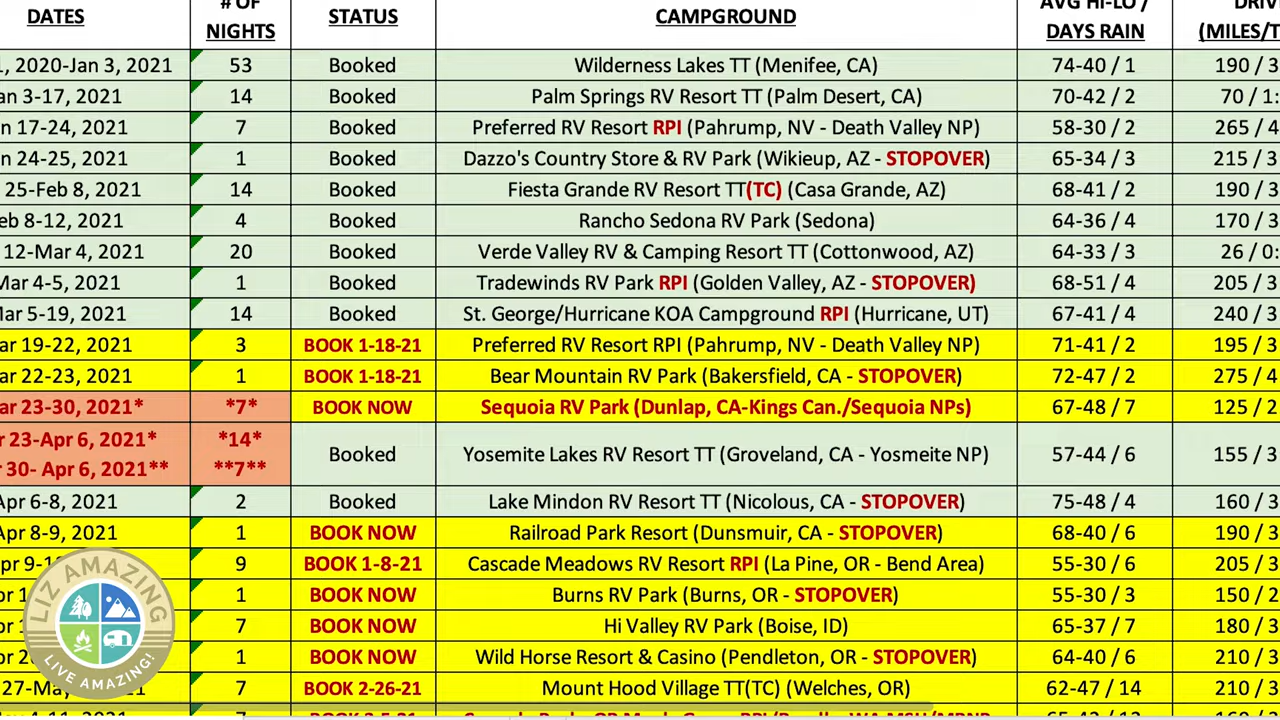 DATES # OF NIGHTS STATUS CAMPGROUND AVG HI-LO / DAYS RAIN DRIV (MILES/T
, 2020-Jan 3, 2021 53 Booked Wilderness Lakes TT (Menifee, CA) 74-40 / 1 190 / 3
an 3-17, 2021 14 Booked Palm Springs RV Resort TT (Palm Desert, CA) 70-42 / 2 70 / 1:
n 17-24, 2021 7 Booked Preferred RV Resort RPI (Pahrump, NV - Death Valley NP) 58-30 / 2 265 / 4
n 24-25, 2021 1 Booked Dazzo's Country Store & RV Park (Wikieup, AZ - STOPOVER) 65-34 / 3 215 / 3
25-Feb 8, 2021 14 Booked Fiesta Grande RV Resort TT(TC) (Casa Grande, AZ) 68-41 / 2 190 / 3
eb 8-12, 2021 4 Booked Rancho Sedona RV Park (Sedona) 64-36 / 4 170 / 3
12-Mar 4, 2021 20 Booked Verde Valley RV & Camping Resort TT (Cottonwood, AZ) 64-33 / 3 26 / 0:
Mar 4-5, 2021 1 Booked Tradewinds RV Park RPI (Golden Valley, AZ - STOPOVER) 68-51 / 4 205 / 3
Mar 5-19, 2021 14 Booked St. George/Hurricane KOA Campground RPI (Hurricane, UT) 67-41 / 4 240 / 3
ar 19-22, 2021 3 BOOK 1-18-21 Preferred RV Resort RPI (Pahrump, NV - Death Valley NP) 71-41 / 2 195 / 3
ar 22-23, 2021 1 BOOK 1-18-21 Bear Mountain RV Park (Bakersfield, CA - STOPOVER) 72-47 / 2 275 / 4
ar 23-30, 2021* *7* BOOK NOW Sequoia RV Park (Dunlap, CA-Kings Can./Sequoia NPs) 67-48 / 7 125 / 2
r 23-Apr 6, 2021* *14*
30- Apr 6, 2021** **7** Booked Yosemite Lakes RV Resort TT (Groveland, CA - Yosmeite NP) 57-44 / 6 155 / 3
Apr 6-8, 2021 2 Booked Lake Mindon RV Resort TT (Nicolous, CA - STOPOVER) 75-48 / 4 160 / 3
Apr 8-9, 2021 1 BOOK NOW Railroad Park Resort (Dunsmuir, CA - STOPOVER) 68-40 / 6 190 / 3
pr 9-1 9 BOOK 1-8-21 Cascade Meadows RV Resort RPI (La Pine, OR - Bend Area) 55-30 / 6 205 / 3
pr 1 1 BOOK NOW Burns RV Park (Burns, OR - STOPOVER) 55-30 / 3 150 / 2
pr 1 7 BOOK NOW Hi Valley RV Park (Boise, ID) 65-37 / 7 180 / 3
pr 2 1 BOOK NOW Wild Horse Resort & Casino (Pendleton, OR - STOPOVER) 64-40 / 6 210 / 3
27-Ma 1 7 BOOK 2-26-21 Mount Hood Village TT(TC) (Welches, OR) 62-47 / 14 210 / 3
LIZ AMAZING
LIVE AMAZING!